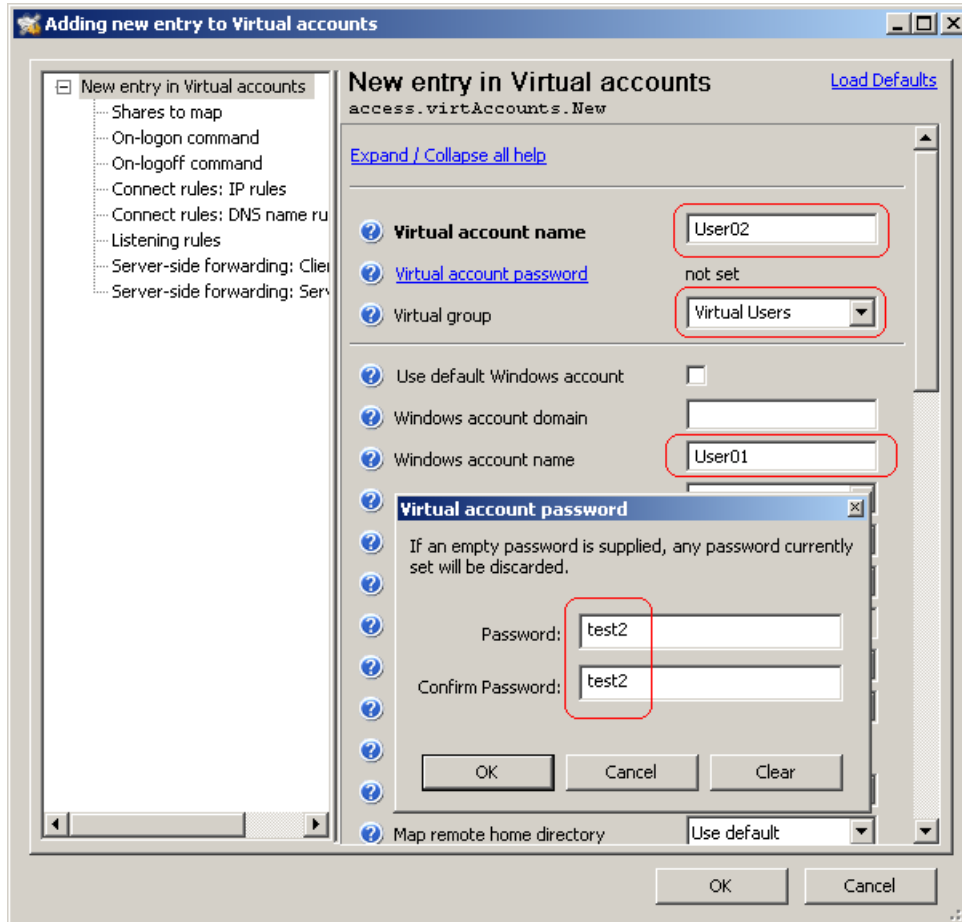 Adding new entry to Virtual accounts
New entry in Virtual accounts
Shares to map
On-logon command
On-logoff command
Connect rules: IP rules
Connect rules: DNS name ru
Listening rules
Server-side forwarding: Clie
Server-side forwarding: Serv
New entry in Virtual accounts
Load Defaults
access.virtAccounts.New
Expand / Collapse all help
Virtual account name User02
Virtual account password not set
Virtual group Virtual Users
Use default Windows account
Windows account domain
Windows account name User01
Virtual account password
If an empty password is supplied, any password currently
set will be discarded.
Password: test2
Confirm Password: test2
OK Cancel Clear
Map remote home directory Use default
OK Cancel